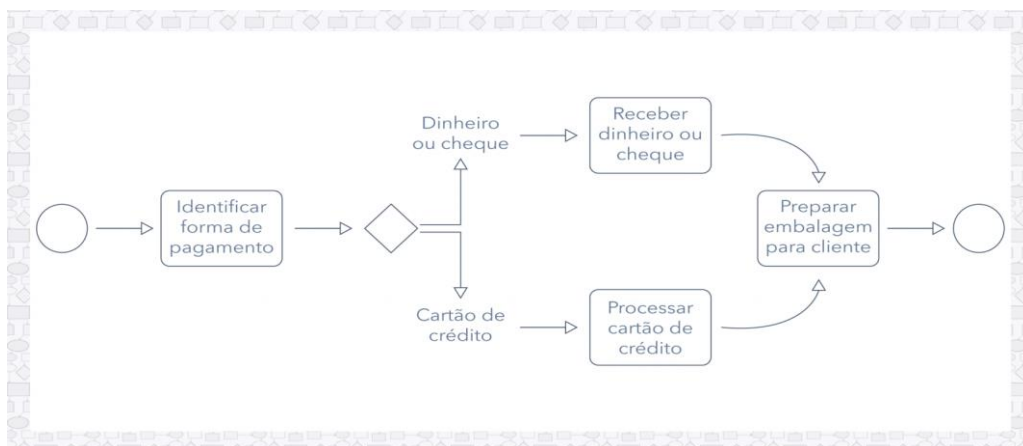 Identificar
forma de
pagamento
Dinheiro
ou cheque
Receber
dinheiro ou
cheque
Cartão de
crédito
Processar
cartão de
crédito
Preparar
embalagem
para cliente